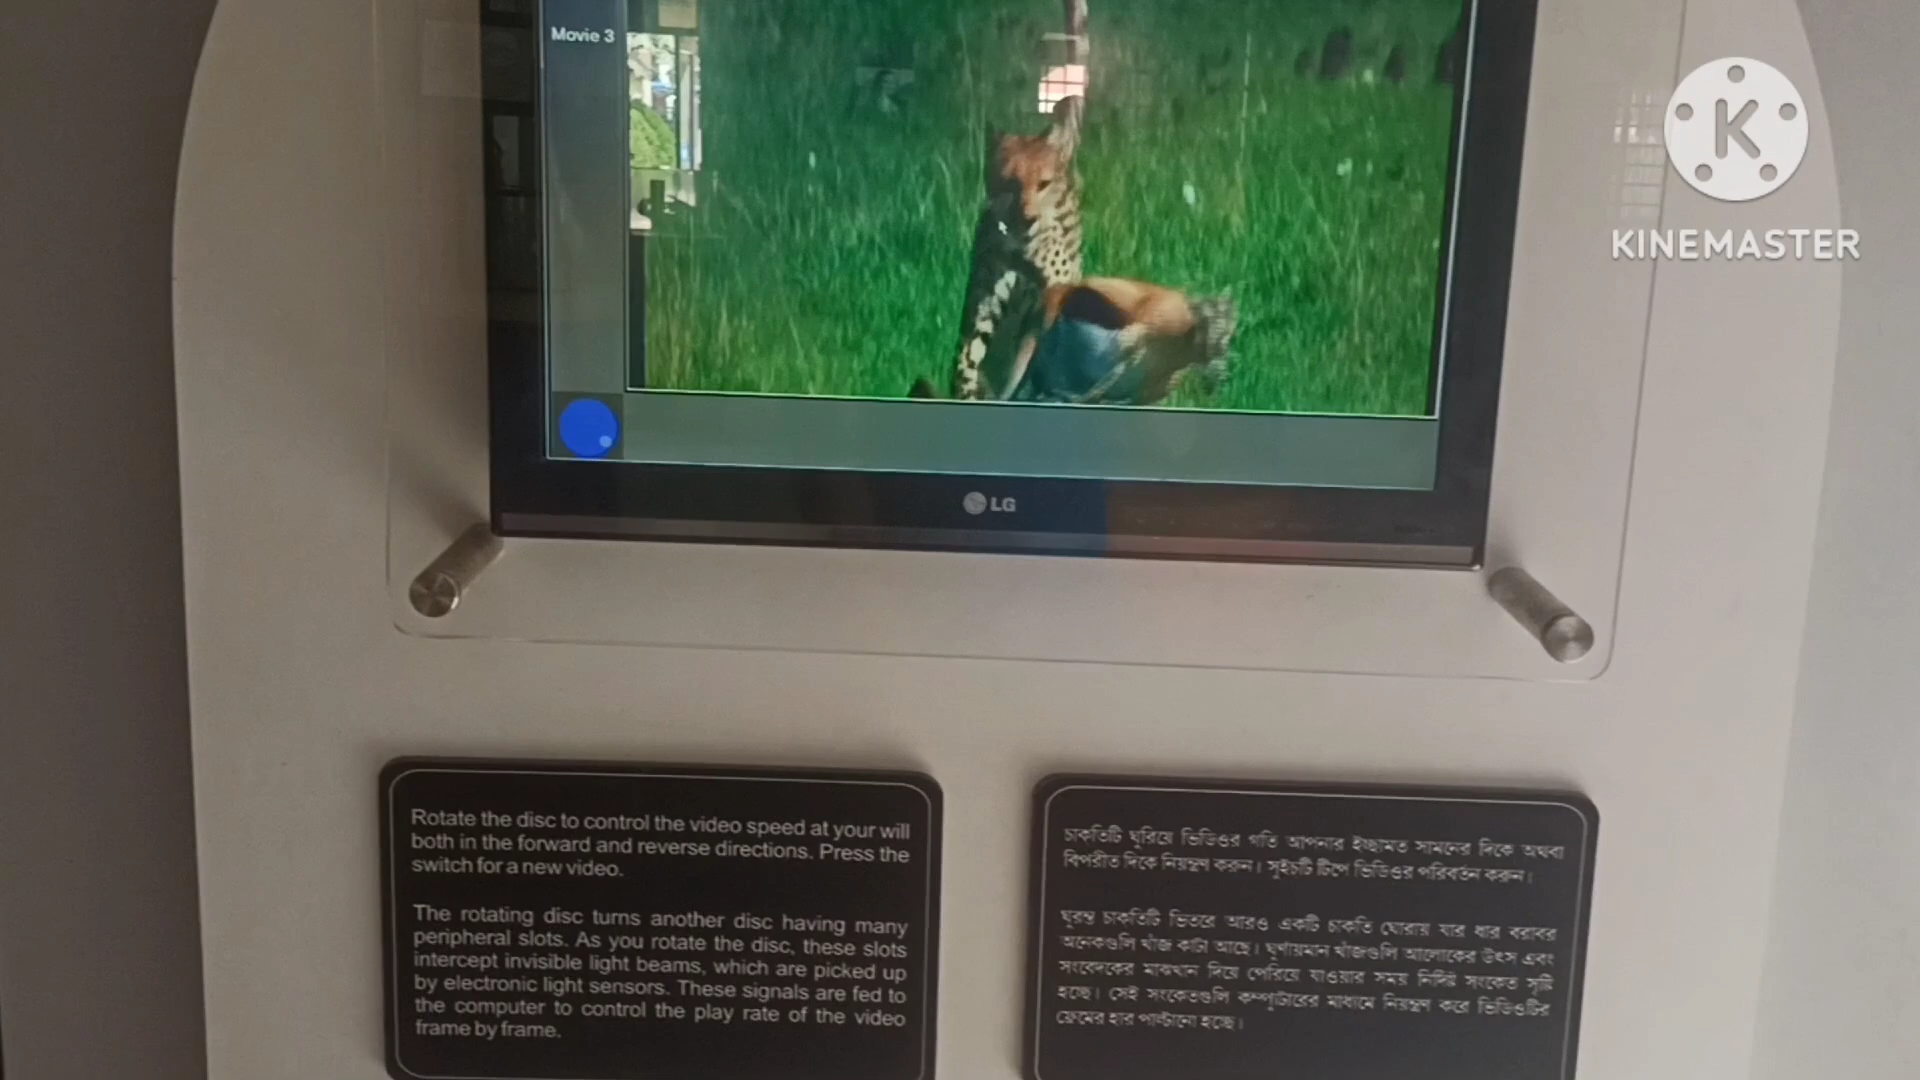 Movie 3
KINEMASTER
LG
Rotate the disc to control the video speed at your will
both in the forward and reverse directions. Press the
switch for a new video.
The rotating disc turns another disc having many
peripheral slots. As you rotate the disc, these slots
intercept invisible light beams, which are picked up
by electronic light sensors. These signals are fed to
the computer to control the play rate of the video
frame by frame.
চাকতিটি ঘুরিয়ে ভিডিওর গতি আপনার ইচ্ছামত সামনের দিকে অথবা
বিপরীত দিকে নিয়ন্ত্রণ করুন। সুইচটি টিপে ভিডিওর পরিবর্তন করুন।
ঘুরন্ত চাকতিটি ভিতরে আরও একটি চাকতি ঘোরায় যার ধার বরাবর
অনেকগুলি খাঁজ কাটা আছে। ঘূর্ণায়মান খাঁজগুলি আলোকের উৎস এবং
সংবেদকের মাঝখান দিয়ে পেরিয়ে যাওয়ার সময় নির্দিষ্ট সংকেত সৃষ্টি
হচ্ছে। সেই সংকেতগুলি কম্পুটারের মাধ্যমে নিয়ন্ত্রণ করে ভিডিওটির
ফ্রেমের হার পাল্টানো হচ্ছে।